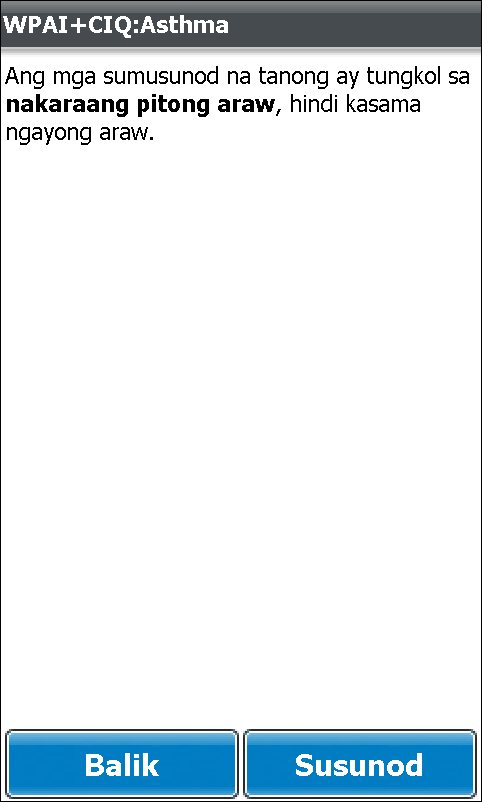 WPAI+CIQ:Asthma
Ang mga sumusunod na tanong ay tungkol sa
nakaraang pitong araw, hindi kasama
ngayong araw.
Balik
Susunod